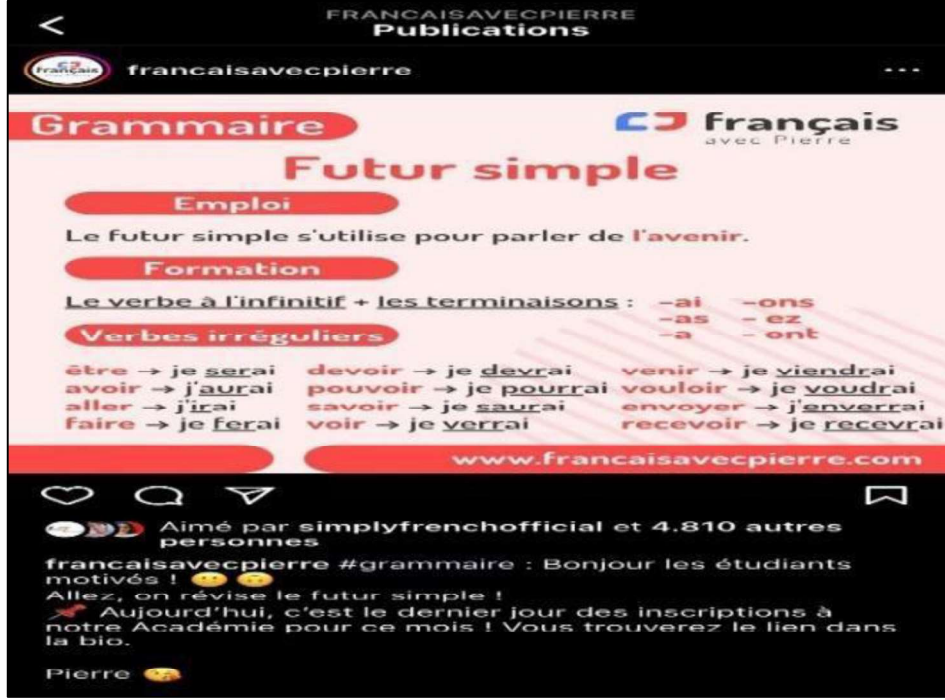 FRANCAISAVECPIERRE
Publications
français
francaisavecpierre
Grammaire
français
avec Pierre
Futur simple
Emploi
Le futur simple s'utilise pour parler de l'avenir.
Formation
Le verbe à l'infinitif + les terminaisons : -ai -ons
-as - ez
-a - ont
Verbes irréguliers
être → je serai devoir → je devrai venir → je viendrai
avoir → j'aurai pouvoir → je pourrai vouloir → je voudrai
aller → j'irai savoir → je saurai envoyer → j'enverrai
faire → je ferai voir → je verrai recevoir → je recevrai
www.francaisavecpierre.com
Aimé par simplyfrenchofficial et 4.810 autres
personnes
francaisavecpierre #grammaire : Bonjour les étudiants
motivés ! 🙂 😊
Allez, on révise le futur simple !
📌 Aujourd'hui, c'est le dernier jour des inscriptions à
notre Académie pour ce mois ! Vous trouverez le lien dans
la bio.
Pierre 😘